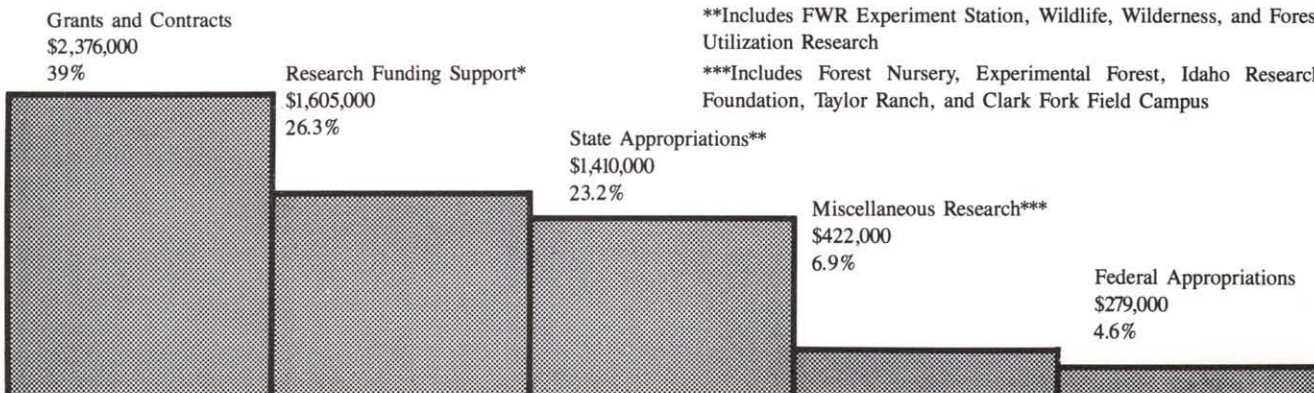 Grants and Contracts
$2,376,000
39%
Research Funding Support*
$1,605,000
26.3%
**Includes FWR Experiment Station, Wildlife, Wilderness, and Fores
Utilization Research
***Includes Forest Nursery, Experimental Forest, Idaho Research
Foundation, Taylor Ranch, and Clark Fork Field Campus
State Appropriations**
$1,410,000
23.2%
Miscellaneous Research***
$422,000
6.9%
Federal Appropriations
$279,000
4.6%